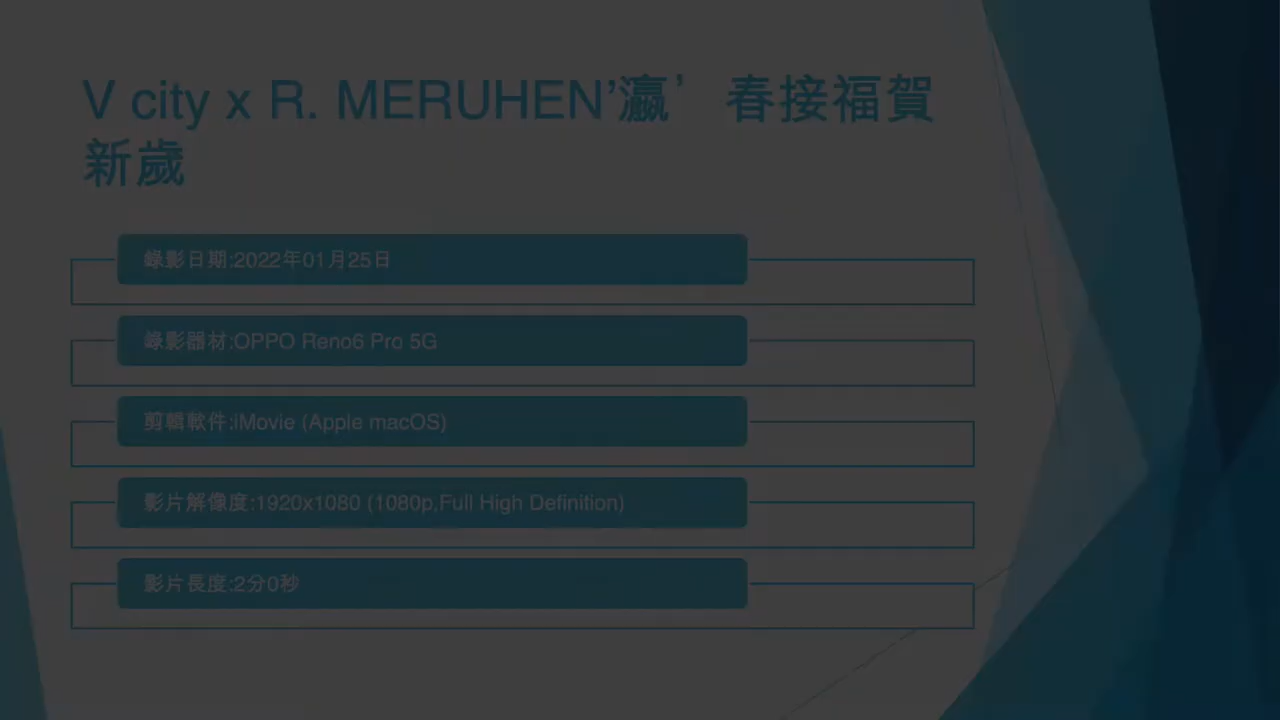 V city x R. MERUHEN’瀛’春接福賀
新歲
錄影日期:2022年01月25日
錄影器材:OPPO Reno6 Pro 5G
剪輯軟件:iMovie (Apple macOS)
影片解像度:1920x1080 (1080p,Full High Definition)
影片長度:2分0秒